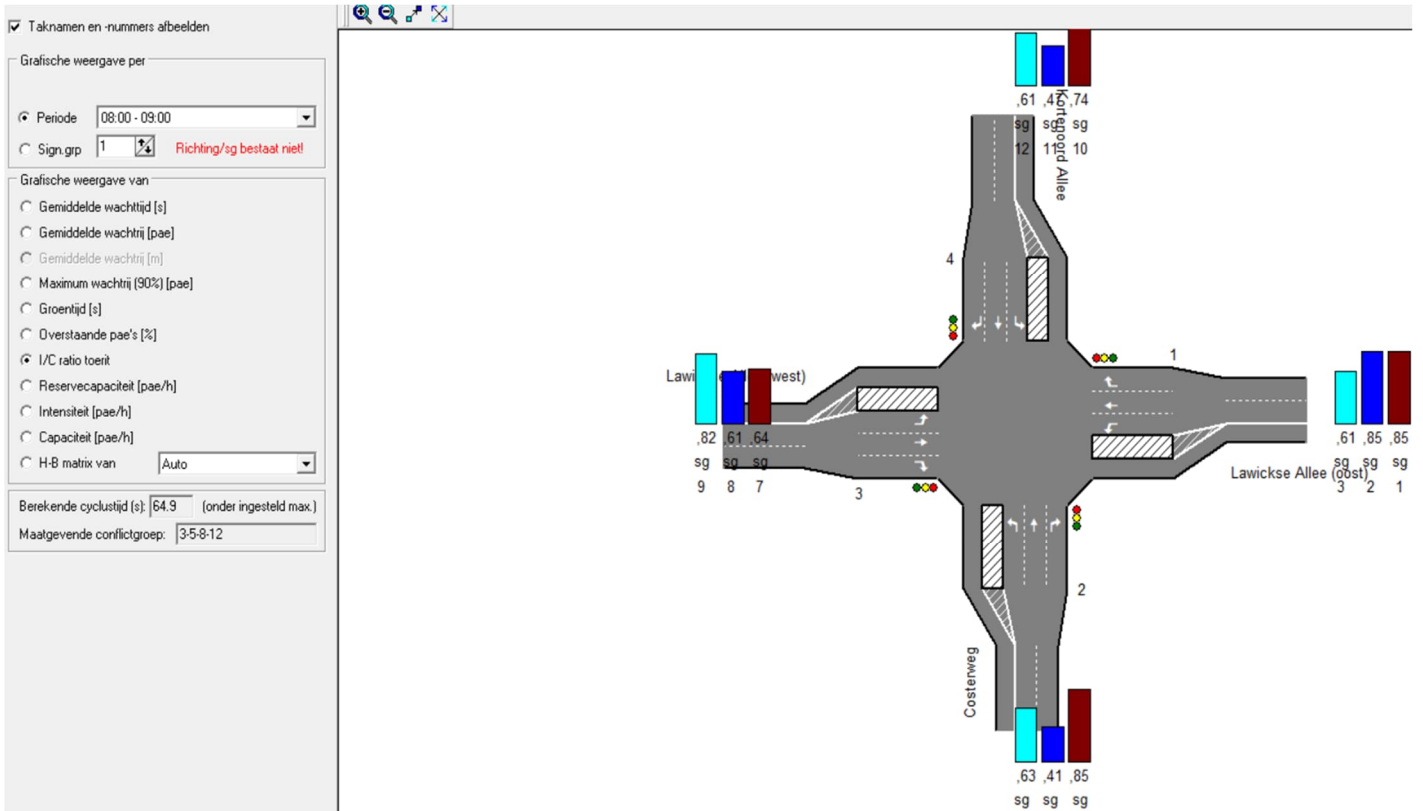 Taknamen en -nummers afbeelden
Grafische weergave per
Periode 08:00 - 09:00
Sign.grp 1 Richting/sg bestaat niet!
Grafische weergave van
Gemiddelde wachttijd [s]
Gemiddelde wachtrij [pae]
Gemiddelde wachtrij [m]
Maximum wachtrij (90%) [pae]
Groentijd [s]
Overstaande pae's [%]
I/C ratio toerit
Reservecapaciteit [pae/h]
Intensiteit [pae/h]
Capaciteit [pae/h]
H-B matrix van Auto
Berekende cyclustijd (s): 64.9 (onder ingesteld max.)
Maatgevende conflictgroep: 3-5-8-12
,61 ,47 ,74
sg sg sg
12 11 10
Kortenoord Allee
4
1
west)
,82 ,61 ,64
sg sg sg
9 8 7
3
,61 ,85 ,85
sg sg sg
3 2 1
Lawickse Allee (oost)
2
Costerweg
,63 ,41 ,85
sg sg sg